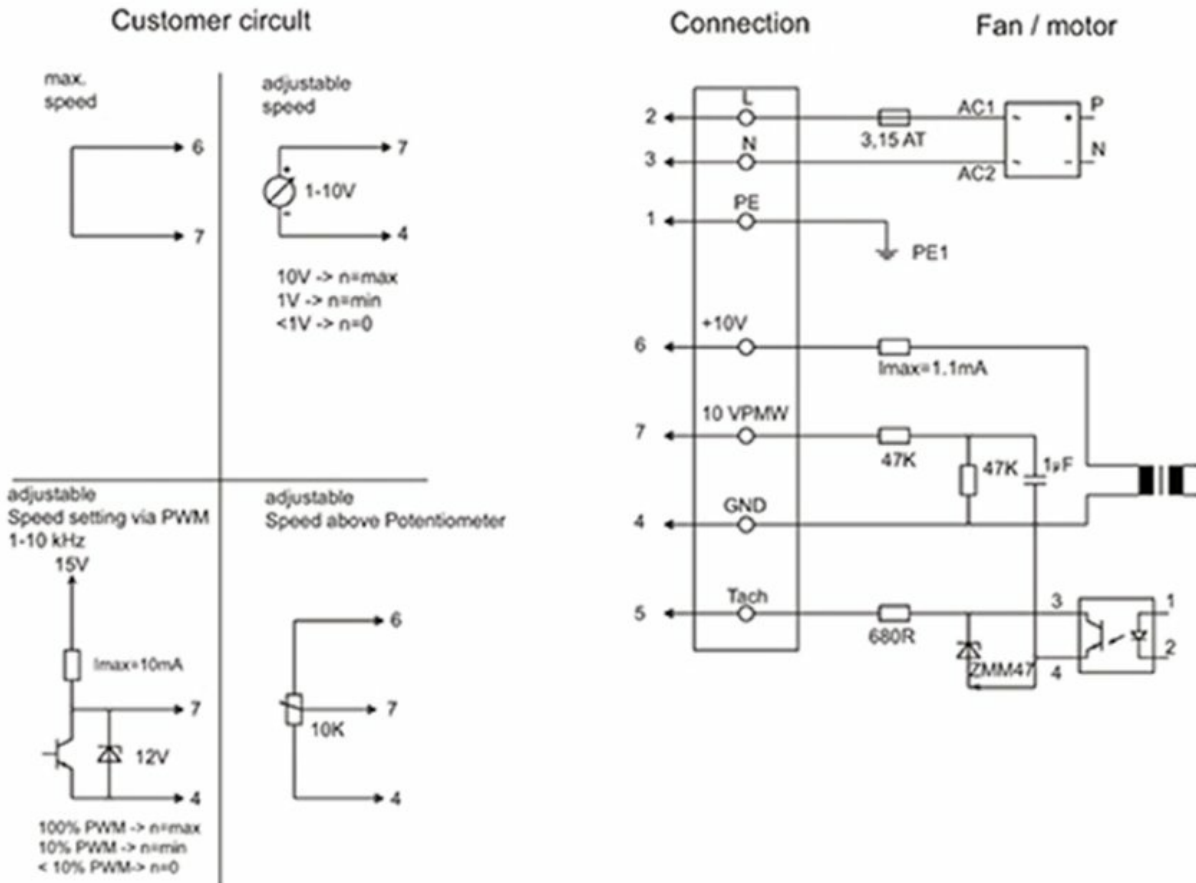 Customer circult
max.
speed
6
7
adjustable
speed
7
1-10V
4
10V -> n=max
1V -> n=min
<1V -> n=0
adjustable
Speed setting via PWM
1-10 kHz
15V
Imax=10mA
7
12V
4
100% PWM -> n=max
10% PWM -> n=min
< 10% PWM-> n=0
adjustable
Speed above Potentiometer
6
7
10K
4
Connection
Fan / motor
2
L
3,15 AT
AC1
P
3
N
AC2
N
1
PE
PE1
6
+10V
Imax=1.1mA
7
10 VPMW
47K
47K
1µF
4
GND
5
Tach
680R
ZMM47
3
4
1
2